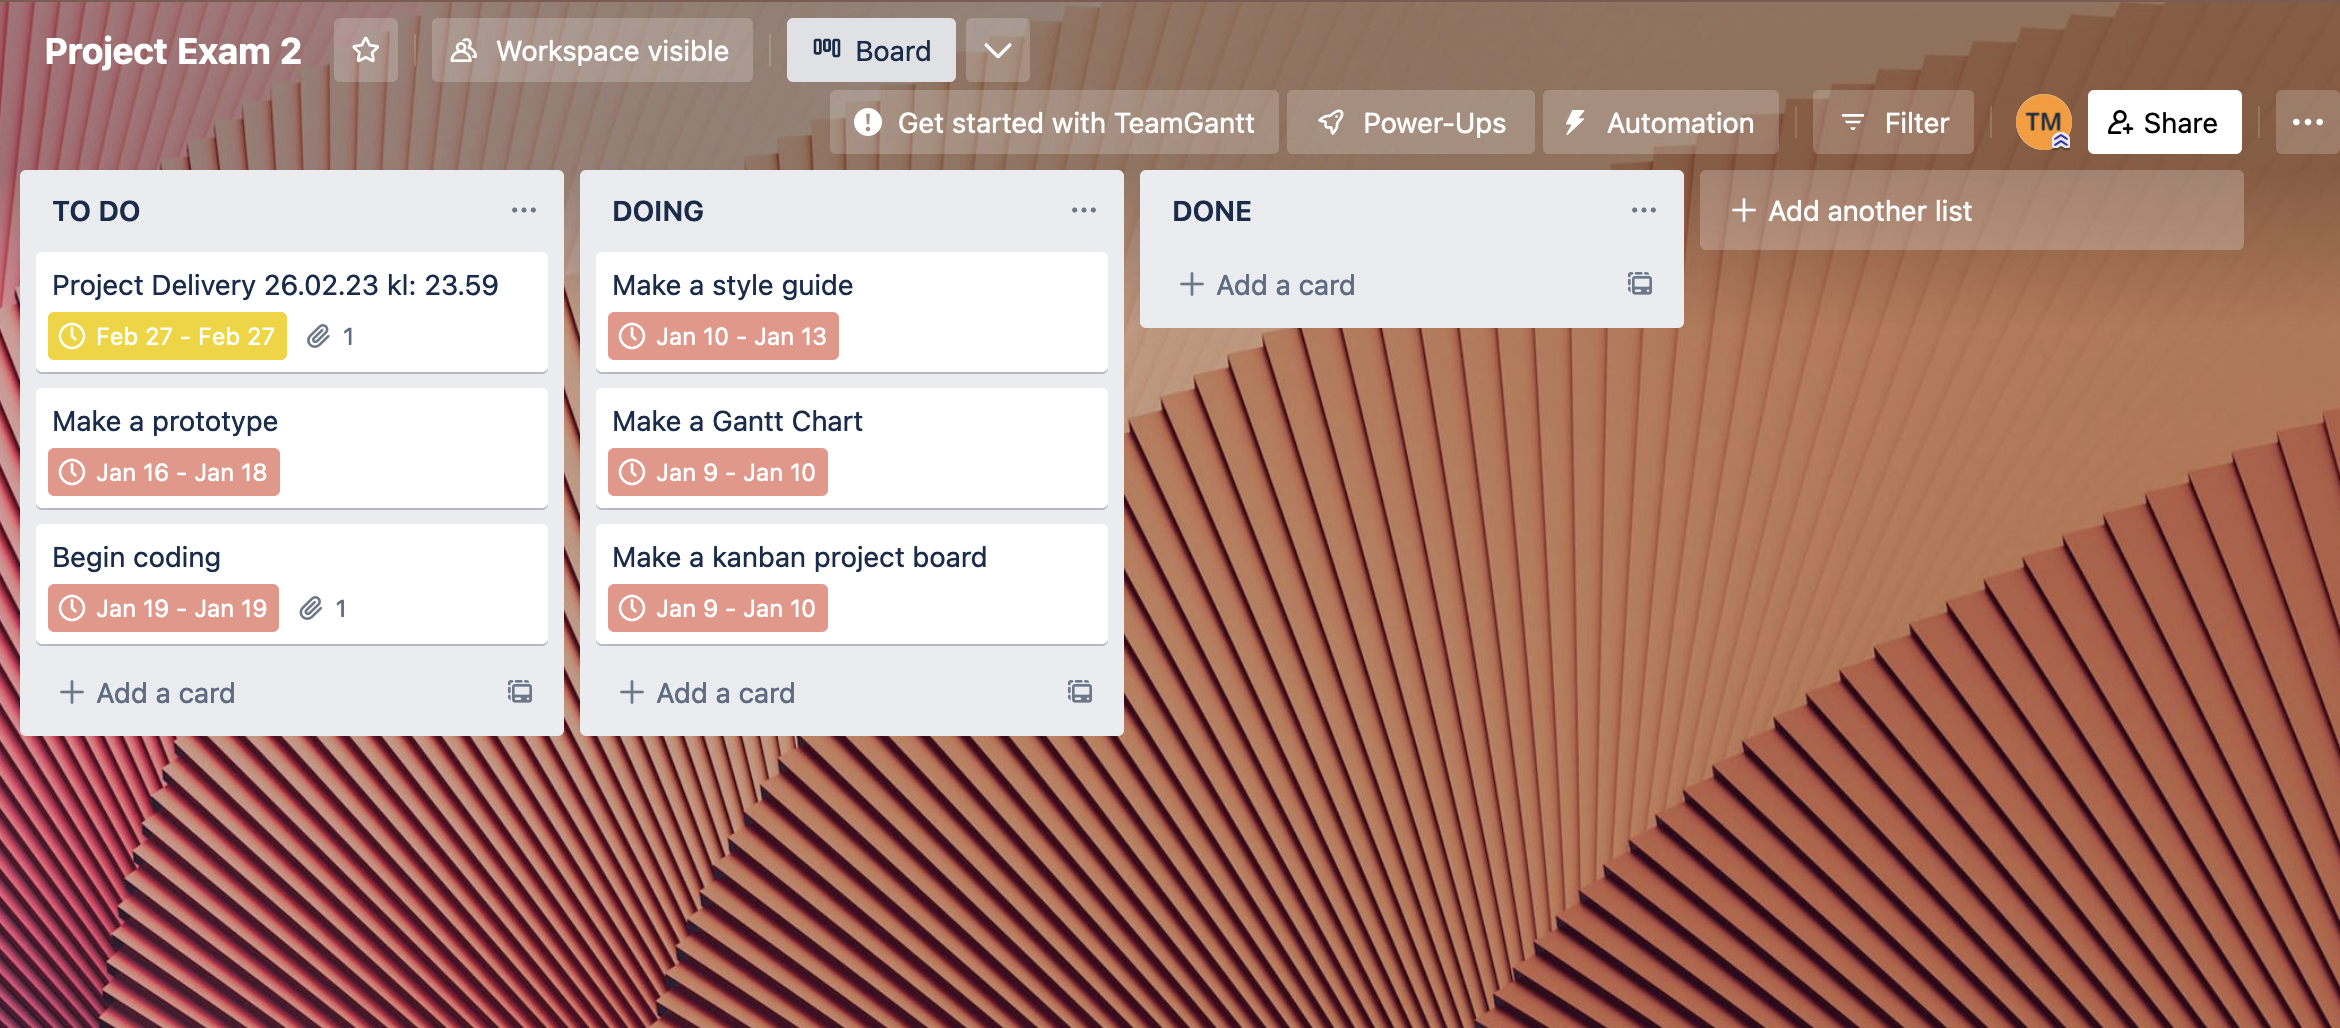 Project Exam 2
Workspace visible
Board
Get started with TeamGantt
Power-Ups
Automation
Filter
TM
Share
TO DO
Project Delivery 26.02.23 kl: 23.59
Feb 27 - Feb 27
1
Make a prototype
Jan 16 - Jan 18
Begin coding
Jan 19 - Jan 19
1
+ Add a card
DOING
Make a style guide
Jan 10 - Jan 13
Make a Gantt Chart
Jan 9 - Jan 10
Make a kanban project board
Jan 9 - Jan 10
+ Add a card
DONE
+ Add a card
+ Add another list